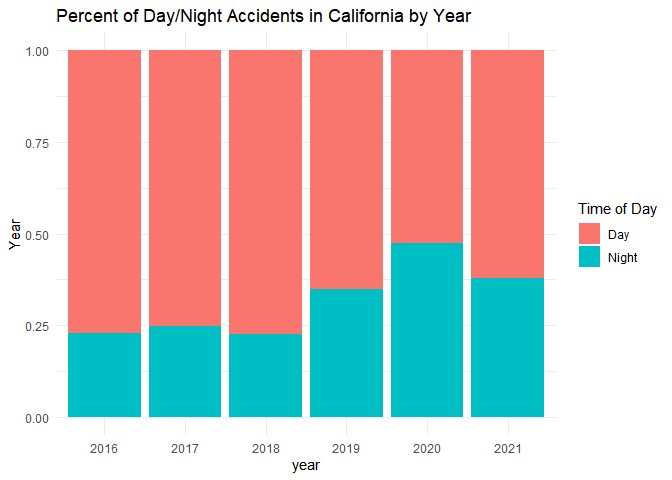 Percent of Day/Night Accidents in California by Year
1.00
0.75
0.50
0.25
0.00
Year
2016 2017 2018 2019 2020 2021
year
Time of Day
Day
Night